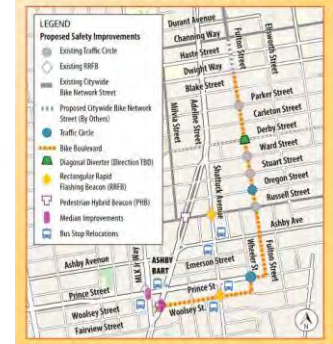 LEGEND
Proposed Safety Improvements
Existing Traffic Circle
Existing RRFB
Existing Citywide
Bike Network Street
Proposed Citywide Bike Network
Street (By Others)
Traffic Circle
Bike Boulevard
Diagonal Diverter (Direction TBD)
Rectangular Rapid
Flashing Beacon (RRFB)
Pedestrian Hybrid Beacon (PHB)
Median Improvements
Bus Stop Relocations
Durant Avenue
Channing Way
Haste Street
Dwight Way
Blake Street
Fulton Street
Ellsworth Street
Parker Street
Carleton Street
Derby Street
Ward Street
Stuart Street
Oregon Street
Russell Street
Ashby Ave
Milvia Street
Adeline Street
Shattuck Avenue
Wheeler St.
Fulton Street
Ashby Avenue
MLK Jr Way
ASHBY
BART
Emerson Street
Prince Street
Prince St.
Woolsey Street
Woolsey St.
Fairview Street
N